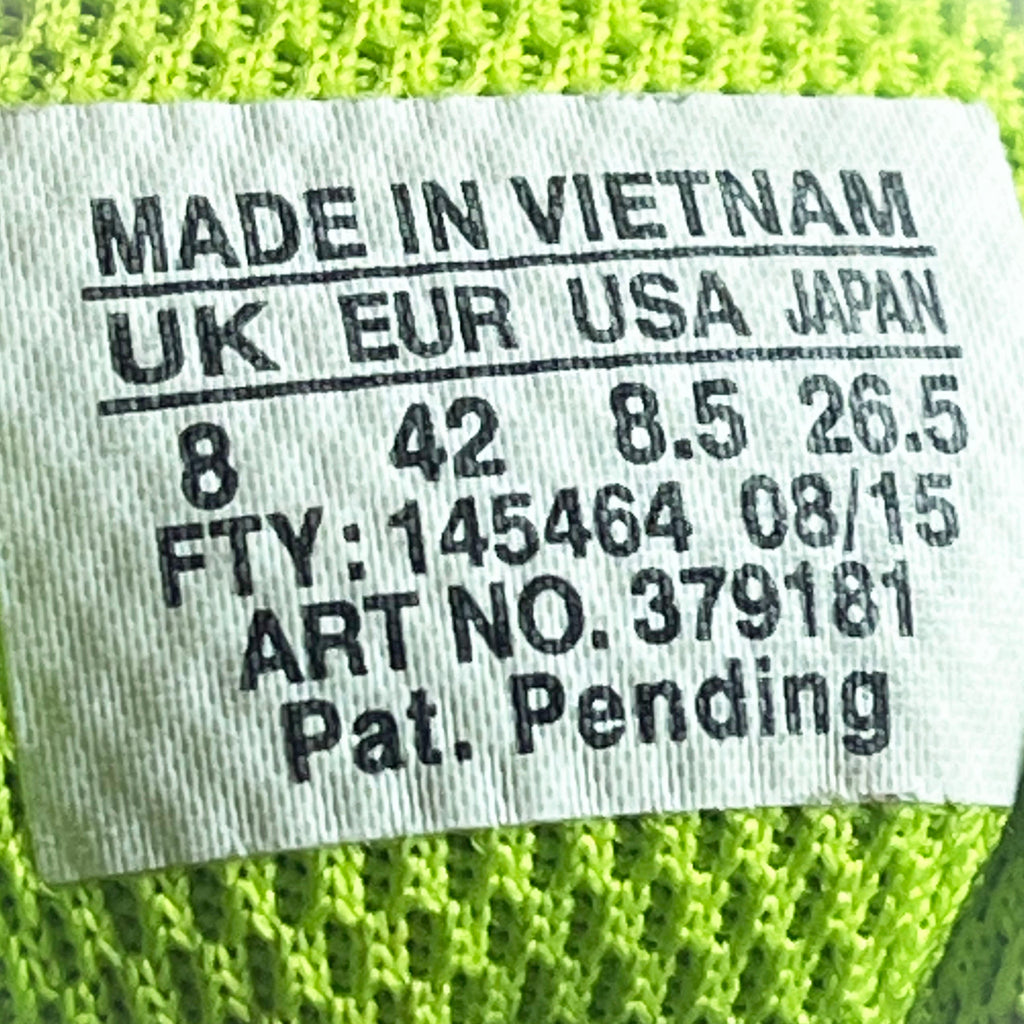 MADE IN VIETNAM
UK EUR USA JAPAN
8 42 8.5 26.5
FTY: 145464 08/15
ART NO. 379181
Pat. Pending